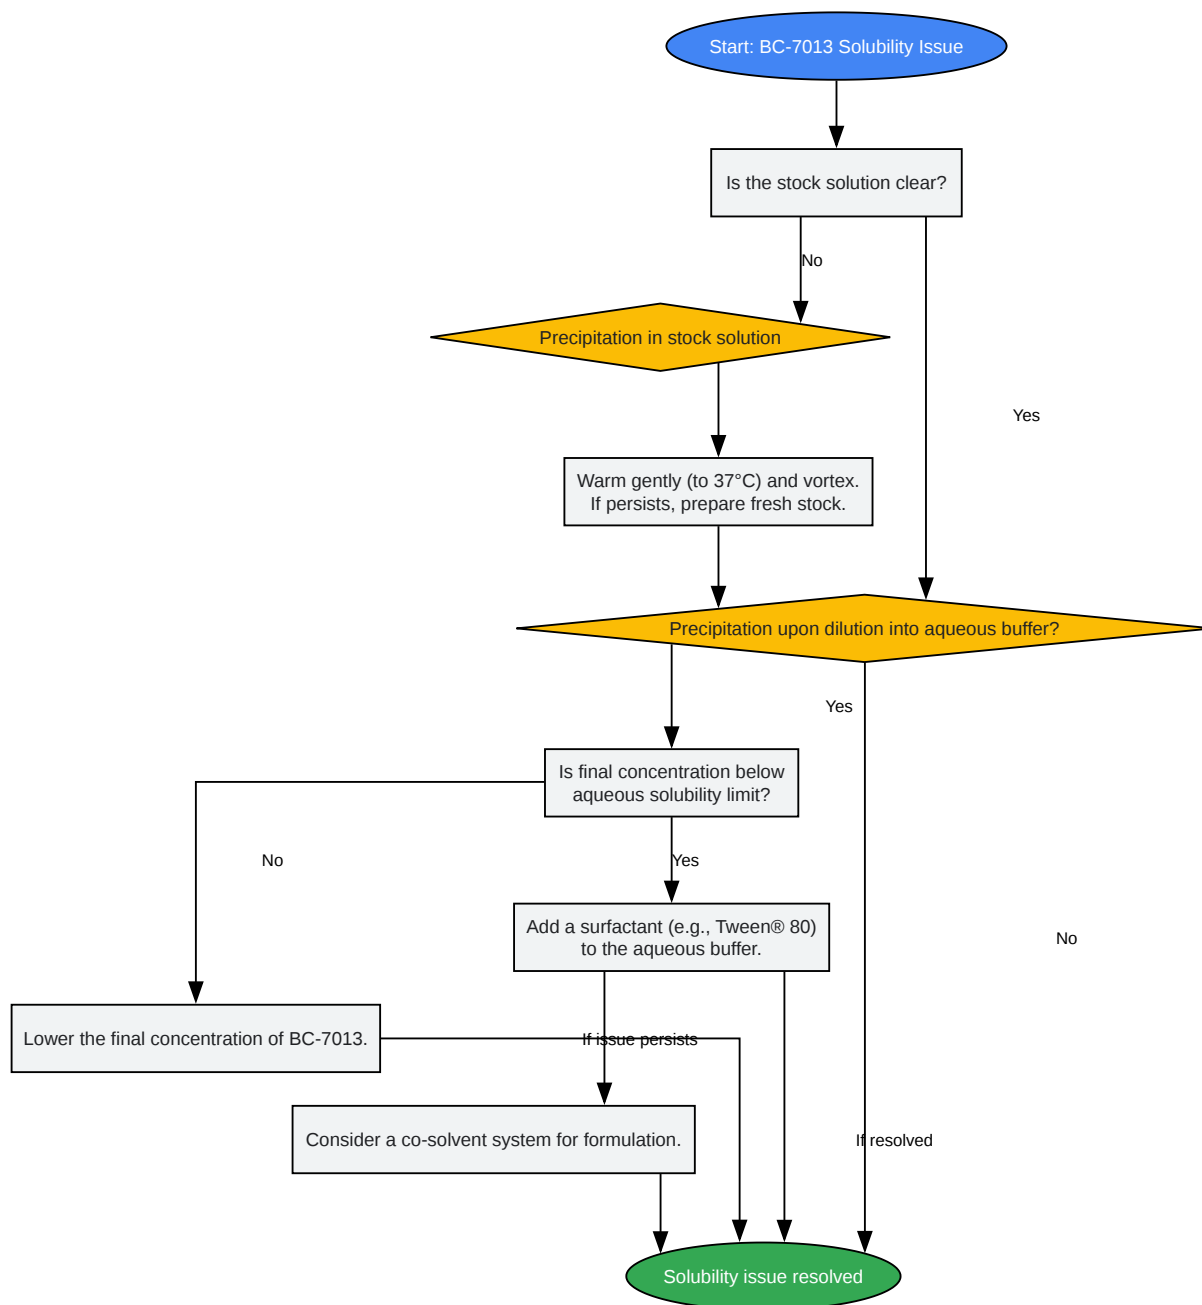 Start: BC-7013 Solubility Issue
Is the stock solution clear?
No
Precipitation in stock solution
Yes
Warm gently (to 37°C) and vortex.
If persists, prepare fresh stock.
Precipitation upon dilution into aqueous buffer?
Yes
Is final concentration below
aqueous solubility limit?
No
Yes
Add a surfactant (e.g., Tween® 80)
to the aqueous buffer.
No
Lower the final concentration of BC-7013.
If issue persists
Consider a co-solvent system for formulation.
If resolved
Solubility issue resolved